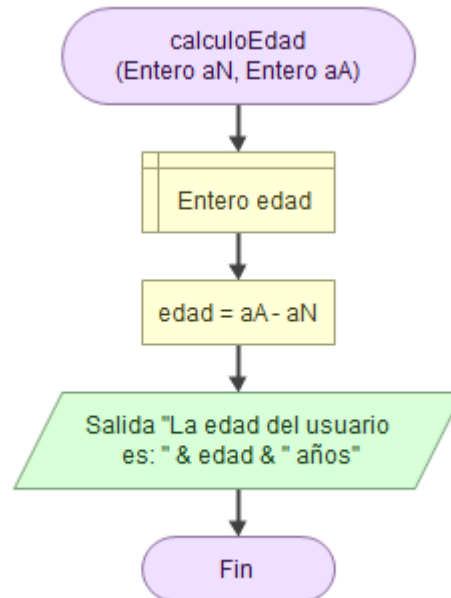 calculoEdad
(Entero aN, Entero aA)
Entero edad
edad = aA - aN
Salida "La edad del usuario
es: " & edad & " años"
Fin